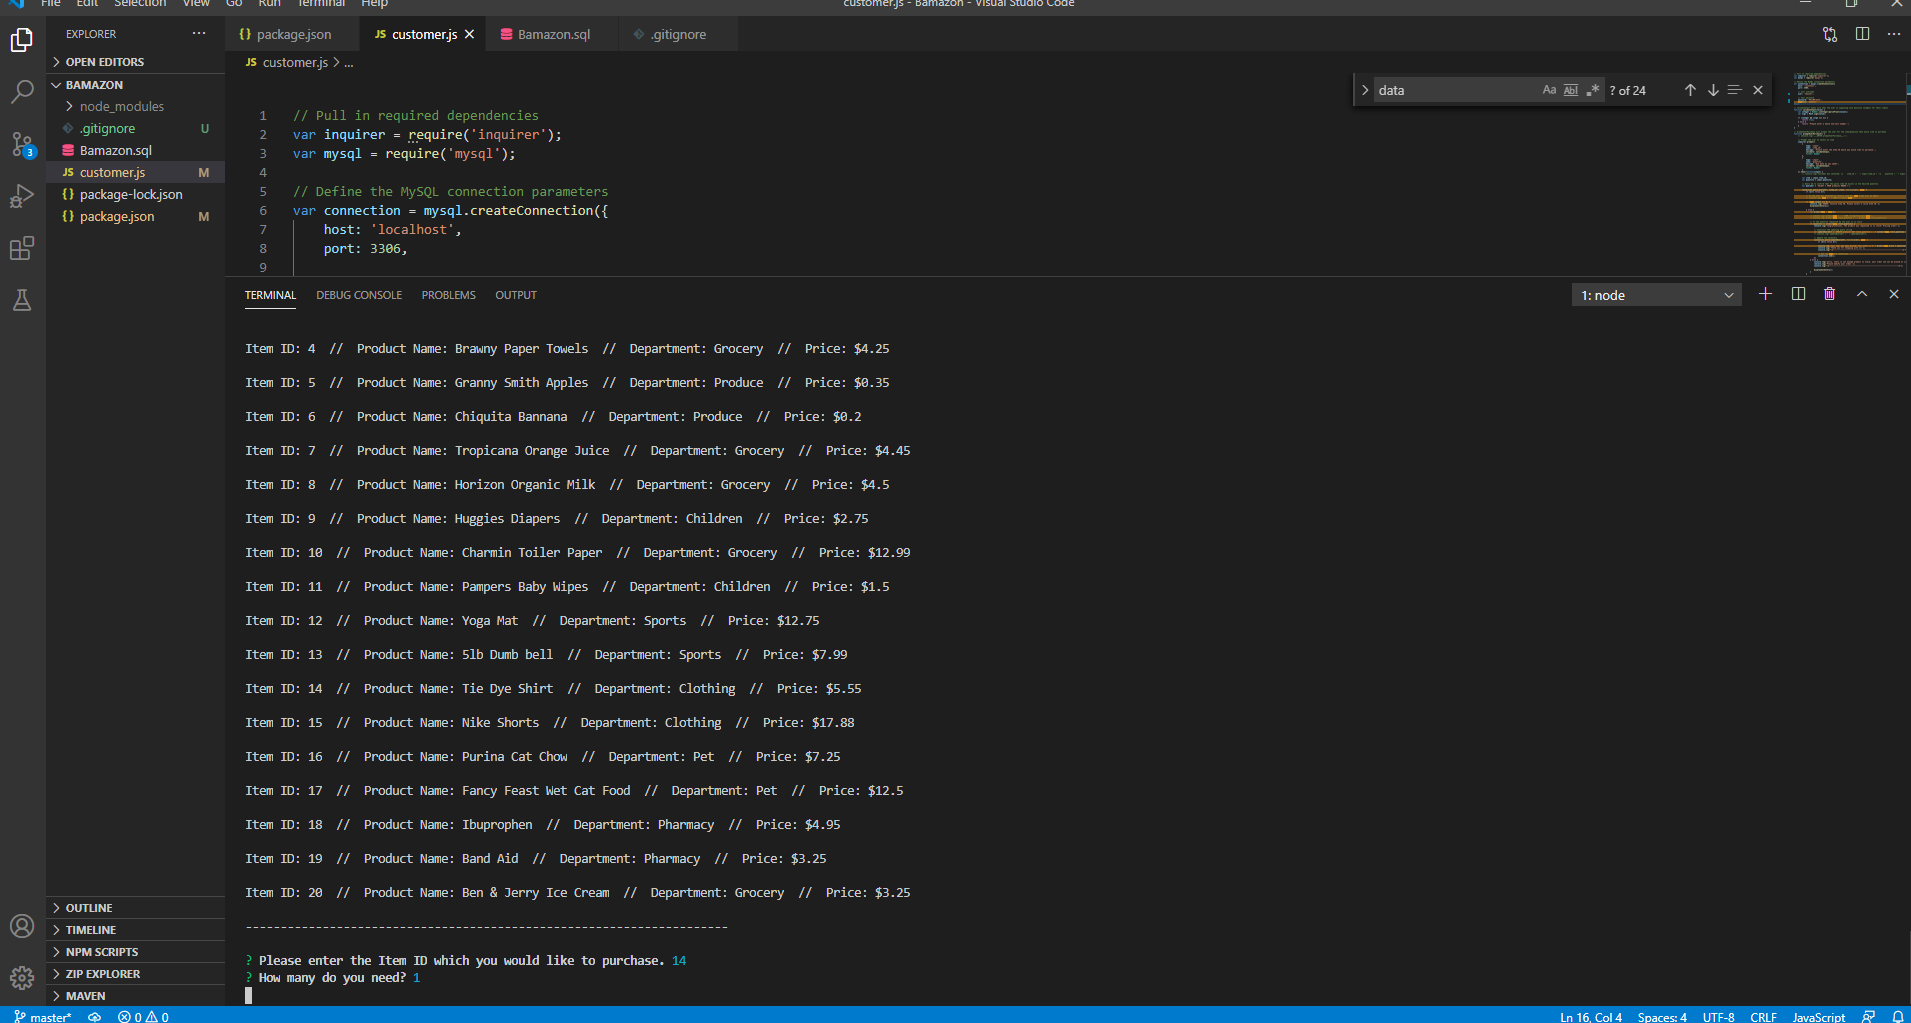 File Edit Selection View Go Run Terminal Help customer.js - Bamazon - Visual Studio Code
EXPLORER ···
{} package.json JS customer.js × Bamazon.sql .gitignore ···
> OPEN EDITORS
BAMAZON
node_modules
.gitignore U
Bamazon.sql
JS customer.js M
{} package-lock.json
{} package.json M
3
JS customer.js > ...
data Aa Abl .* ? of 24
1 // Pull in required dependencies
2 var inquirer = require('inquirer');
3 var mysql = require('mysql');
4
5 // Define the MySQL connection parameters
6 var connection = mysql.createConnection({
7 host: 'localhost',
8 port: 3306,
9
TERMINAL DEBUG CONSOLE PROBLEMS OUTPUT 1: node
Item ID: 4 // Product Name: Brawny Paper Towels // Department: Grocery // Price: $4.25
Item ID: 5 // Product Name: Granny Smith Apples // Department: Produce // Price: $0.35
Item ID: 6 // Product Name: Chiquita Bannana // Department: Produce // Price: $0.2
Item ID: 7 // Product Name: Tropicana Orange Juice // Department: Grocery // Price: $4.45
Item ID: 8 // Product Name: Horizon Organic Milk // Department: Grocery // Price: $4.5
Item ID: 9 // Product Name: Huggies Diapers // Department: Children // Price: $2.75
Item ID: 10 // Product Name: Charmin Toiler Paper // Department: Grocery // Price: $12.99
Item ID: 11 // Product Name: Pampers Baby Wipes // Department: Children // Price: $1.5
Item ID: 12 // Product Name: Yoga Mat // Department: Sports // Price: $12.75
Item ID: 13 // Product Name: 5lb Dumb bell // Department: Sports // Price: $7.99
Item ID: 14 // Product Name: Tie Dye Shirt // Department: Clothing // Price: $5.55
Item ID: 15 // Product Name: Nike Shorts // Department: Clothing // Price: $17.88
Item ID: 16 // Product Name: Purina Cat Chow // Department: Pet // Price: $7.25
Item ID: 17 // Product Name: Fancy Feast Wet Cat Food // Department: Pet // Price: $12.5
Item ID: 18 // Product Name: Ibuprophen // Department: Pharmacy // Price: $4.95
Item ID: 19 // Product Name: Band Aid // Department: Pharmacy // Price: $3.25
Item ID: 20 // Product Name: Ben & Jerry Ice Cream // Department: Grocery // Price: $3.25
---------------------------------------------------------------------
? Please enter the Item ID which you would like to purchase. 14
? How many do you need? 1
> OUTLINE
> TIMELINE
> NPM SCRIPTS
> ZIP EXPLORER
> MAVEN
master* 0 0 Ln 16, Col 4 Spaces: 4 UTF-8 CRLF JavaScript